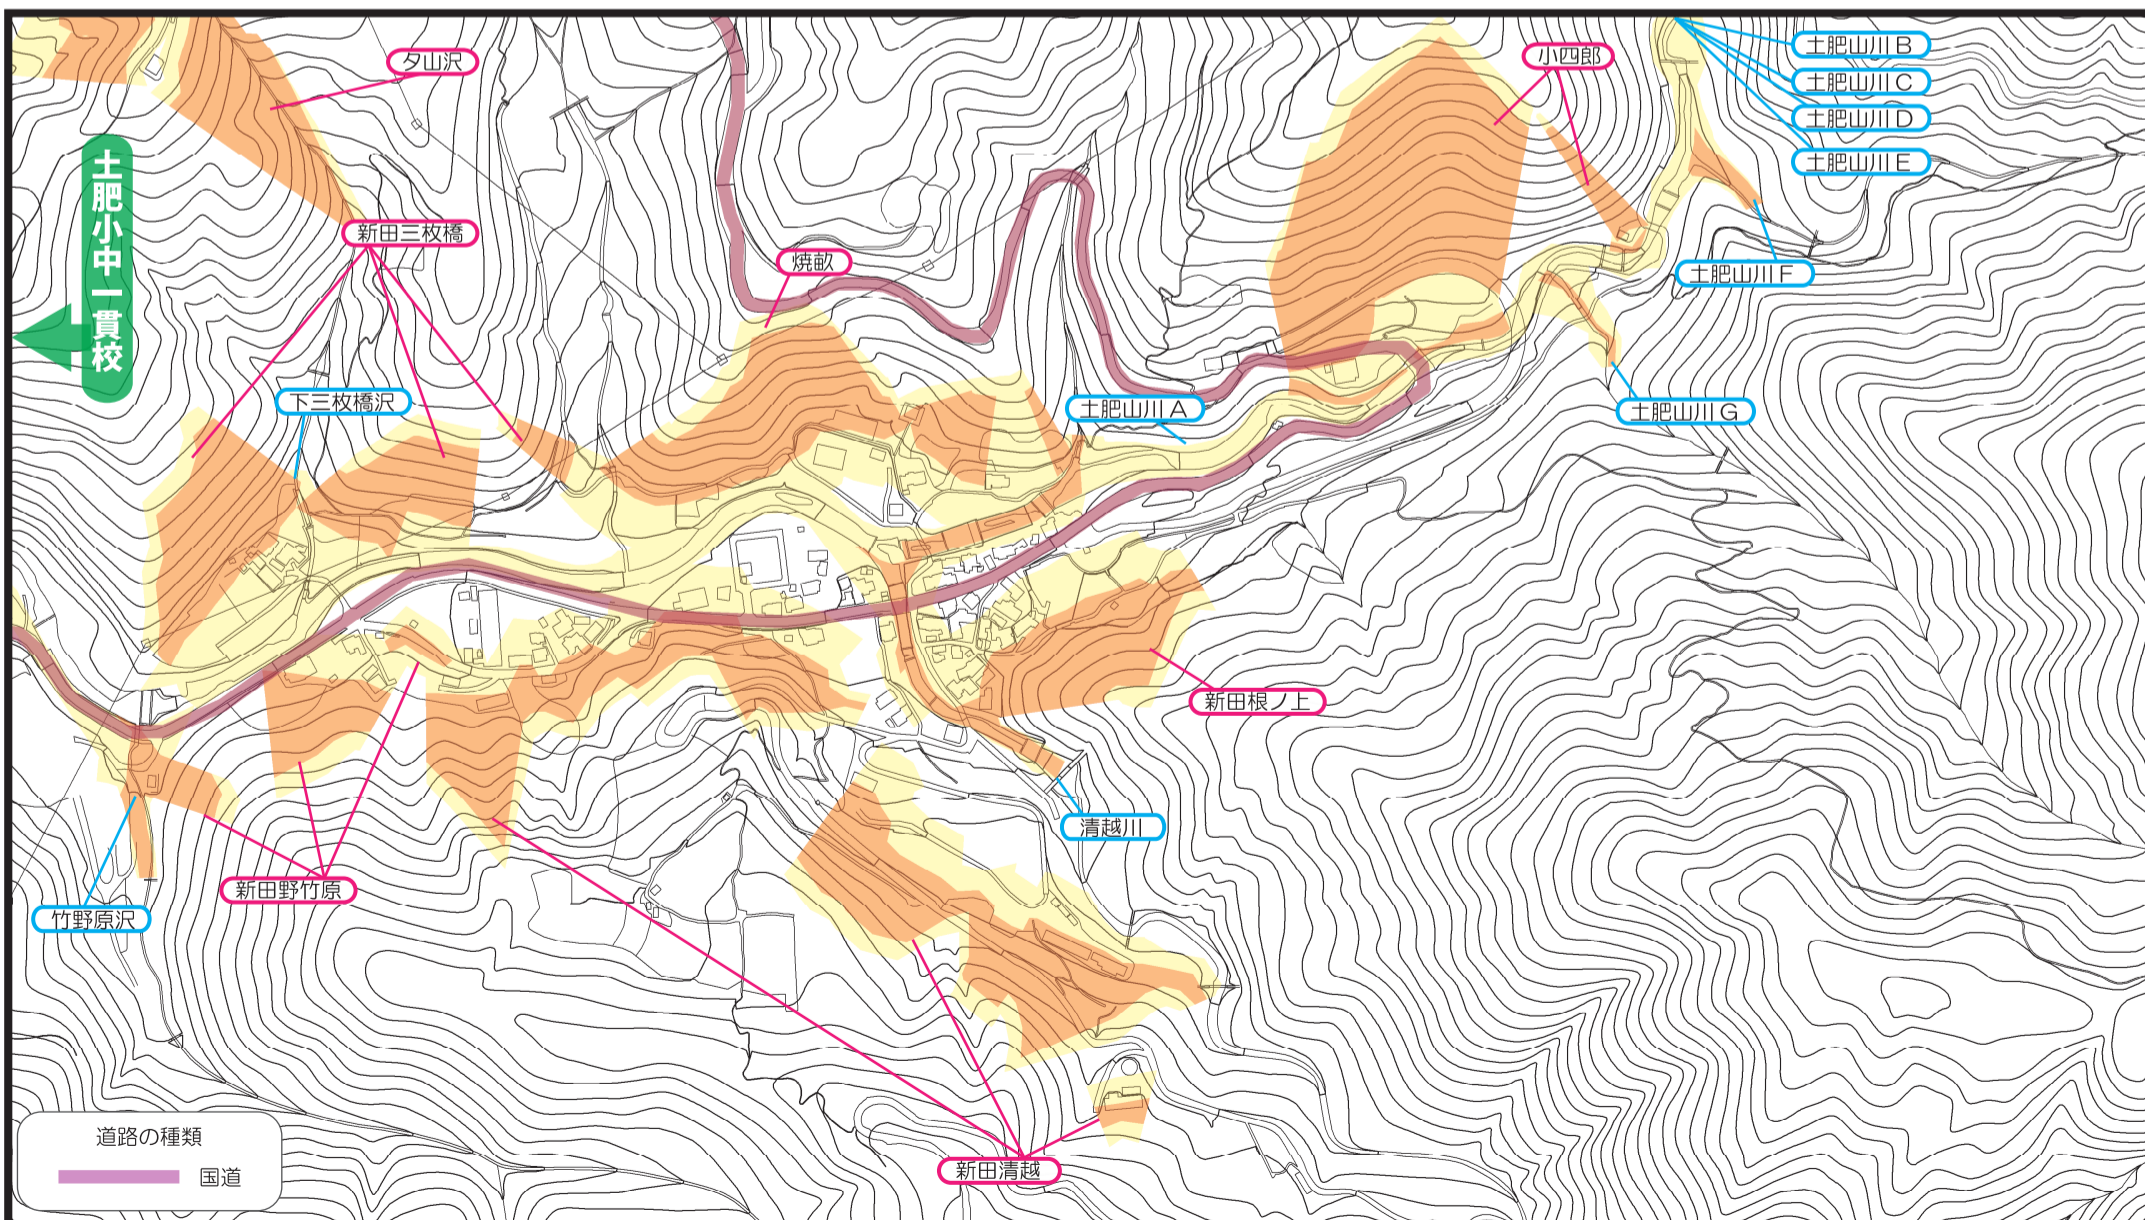 夕山沢
小四郎
土肥山川B
土肥山川C
土肥山川D
土肥山川E
土肥小中一貫校
新田三枚橋
焼畝
土肥山川F
下三枚橋沢
土肥山川A
土肥山川G
新田根ノ上
清越川
新田野竹原
竹野原沢
新田清越
道路の種類
国道